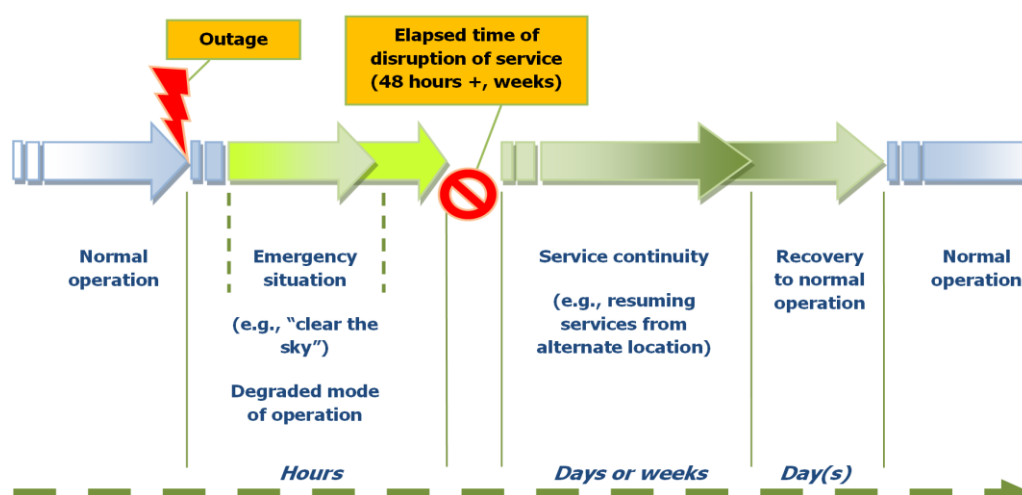 Outage
Elapsed time of
disruption of service
(48 hours +, weeks)
Normal
operation
Emergency
situation
(e.g., “clear the
sky”)
Degraded mode
of operation
Service continuity
(e.g., resuming
services from
alternate location)
Recovery
to normal
operation
Normal
operation
Hours
Days or weeks
Day(s)